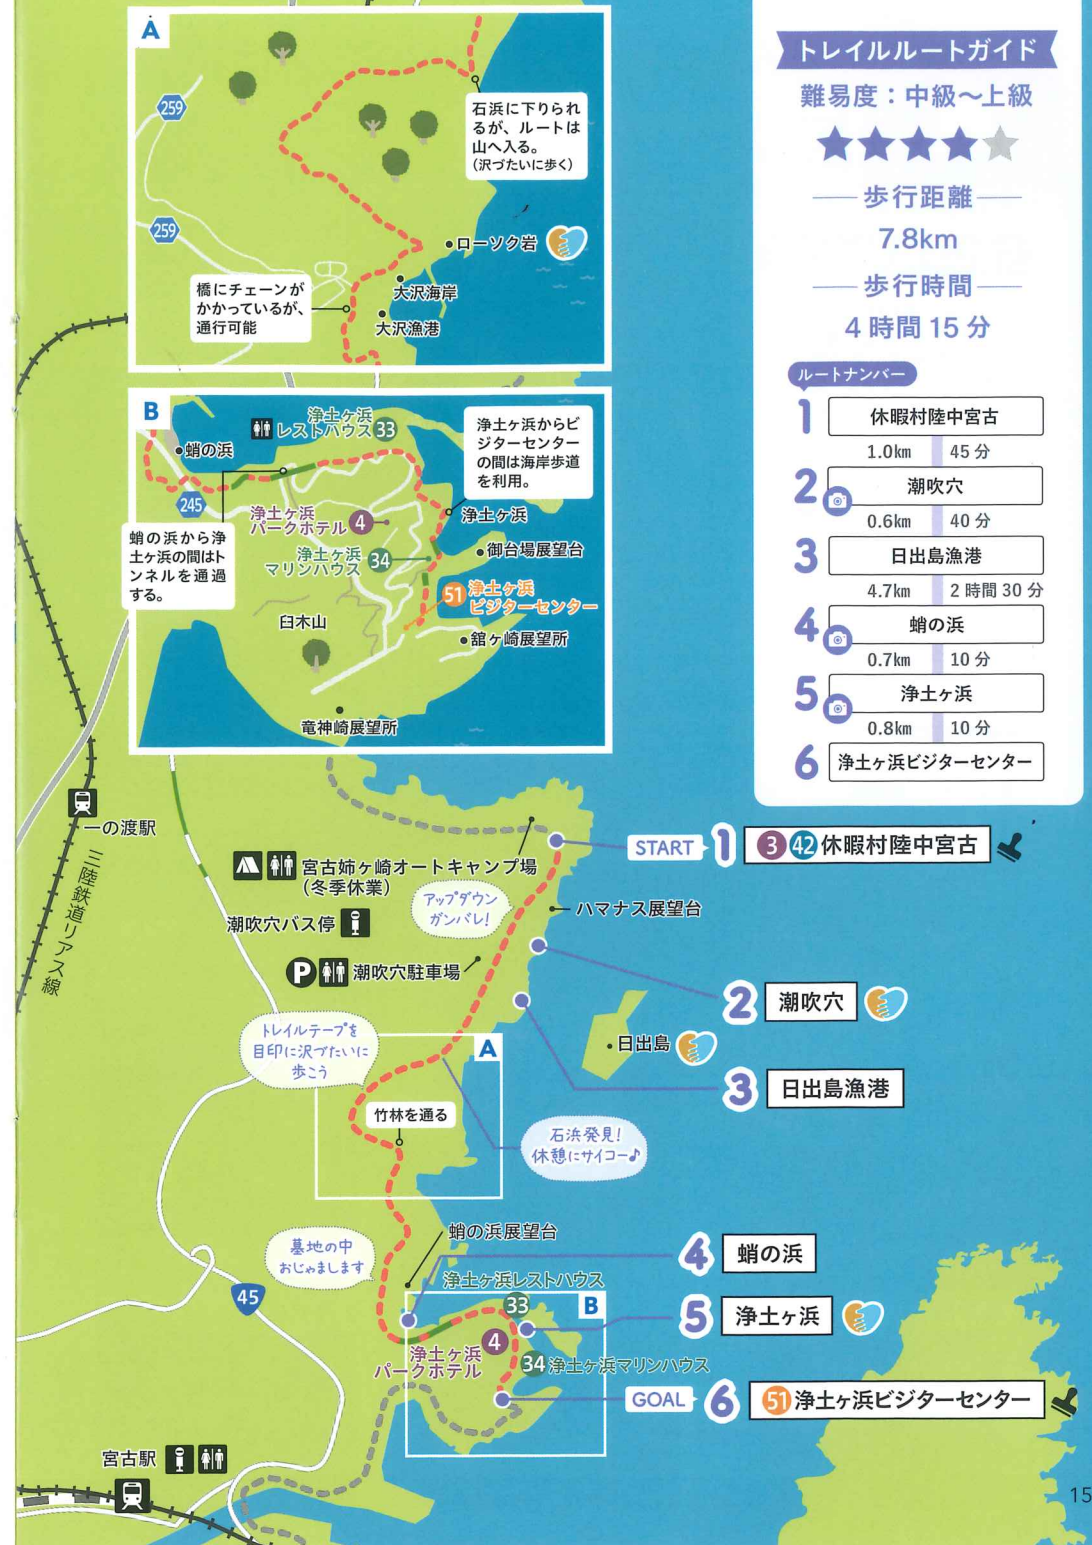 A
259
259
石浜に下りられ
るが、ルートは
山へ入る。
(沢づたいに歩く)
ローソク岩
大沢海岸
大沢漁港
橋にチェーンが
かかっているが、
通行可能
B
浄土ヶ浜
レストハウス 33
蛸の浜
245
浄土ヶ浜からビ
ジターセンター
の間は海岸歩道
を利用。
浄土ヶ浜
パークホテル 4
浄土ヶ浜
浄土ヶ浜
マリンハウス 34
御台場展望台
蛸の浜から浄
土ヶ浜の間はト
ンネルを通過
する。
51 浄土ヶ浜
ビジターセンター
臼木山
舘ヶ崎展望所
竜神崎展望所
トレイルルートガイド
難易度：中級〜上級
歩行距離
7.8km
歩行時間
4時間15分
ルートナンバー
1 休暇村陸中宮古
1.0km 45分
2 潮吹穴
0.6km 40分
3 日出島漁港
4.7km 2時間30分
4 蛸の浜
0.7km 10分
5 浄土ヶ浜
0.8km 10分
6 浄土ヶ浜ビジターセンター
一の渡駅
三陸鉄道リアス線
START 1 3 42 休暇村陸中宮古
宮古姉ヶ崎オートキャンプ場
(冬季休業)
アップダウン
ガンバレ!
ハマナス展望台
潮吹穴バス停
P 潮吹穴駐車場
2 潮吹穴
トレイルテープを
目印に沢づたいに
歩こう
A
日出島
3 日出島漁港
竹林を通る
石浜発見!
休憩にサイコー♪
蛸の浜展望台
墓地の中
おじゃまします
4 蛸の浜
45
浄土ヶ浜レストハウス
33
B
5 浄土ヶ浜
4
浄土ヶ浜
パークホテル
34 浄土ヶ浜マリンハウス
GOAL 6 51 浄土ヶ浜ビジターセンター
宮古駅
15